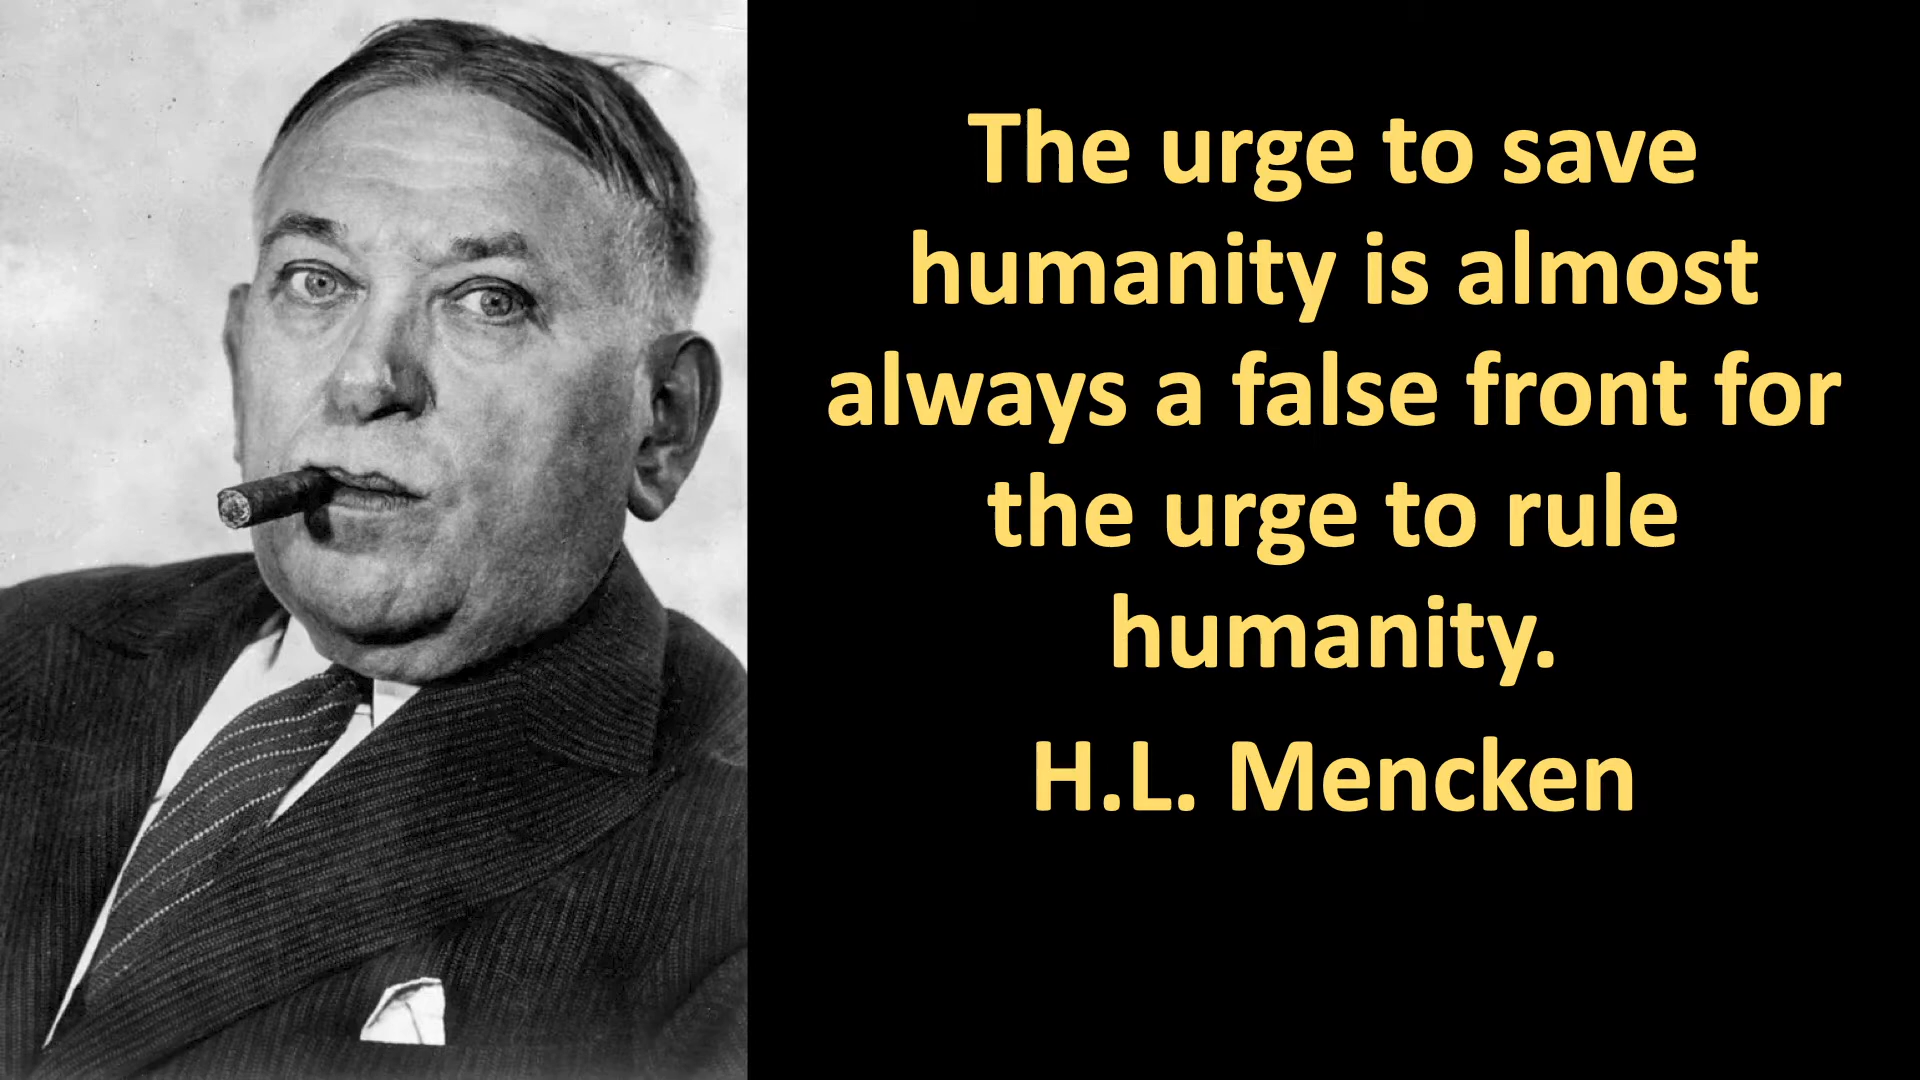 The urge to save
humanity is almost
always a false front for
the urge to rule
humanity.
H.L. Mencken